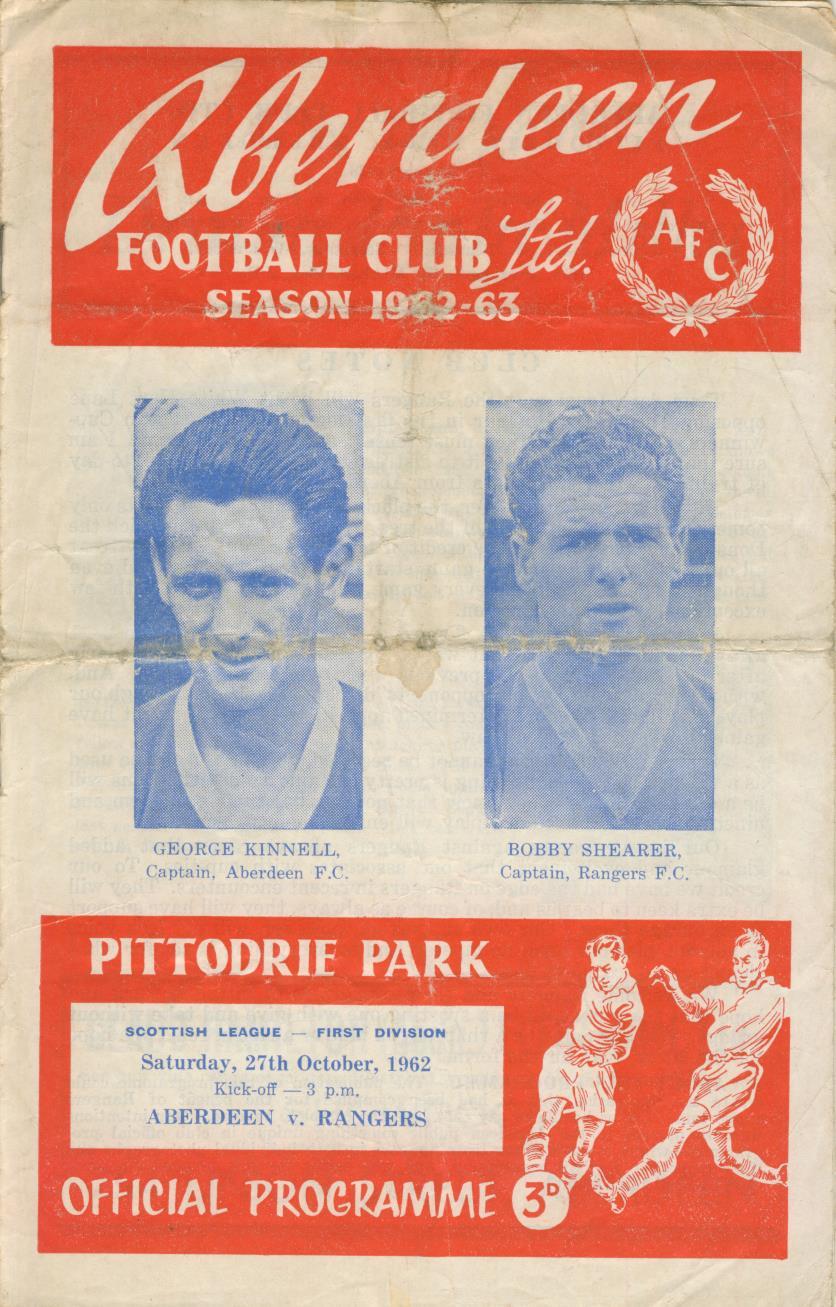 Aberdeen
FOOTBALL CLUB Ltd.
SEASON 1962-63
AFC
GEORGE KINNELL,
Captain, Aberdeen F.C.
BOBBY SHEARER,
Captain, Rangers F.C.
PITTODRIE PARK
SCOTTISH LEAGUE — FIRST DIVISION
Saturday, 27th October, 1962
Kick-off — 3 p.m.
ABERDEEN v. RANGERS
OFFICIAL PROGRAMME 3D